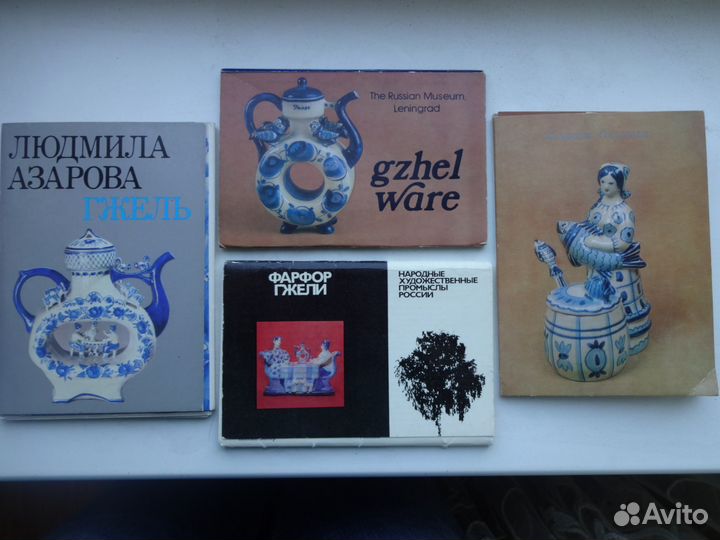 ЛЮДМИЛА
АЗАРОВА
ГЖЕЛЬ
The Russian Museum,
Leningrad
gzhel
ware
ФАРФОР
ГЖЕЛИ
НАРОДНЫЕ
ХУДОЖЕСТВЕННЫЕ
ПРОМЫСЛЫ
РОССИИ
Avito